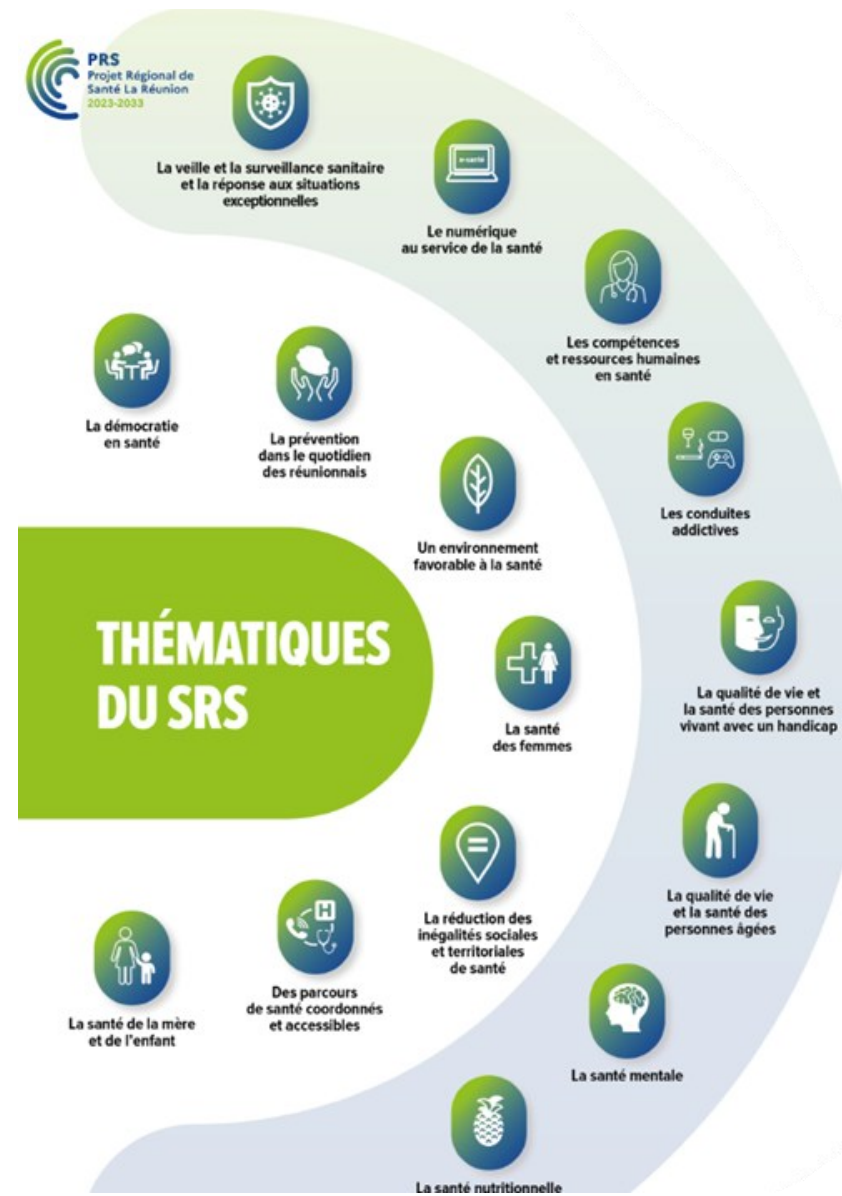 PRS
Projet Régional de
Santé La Réunion
2023-2033
La veille et la surveillance sanitaire
et la réponse aux situations
exceptionnelles
e-santé
Le numérique
au service de la santé
Les compétences
et ressources humaines
en santé
La démocratie
en santé
La prévention
dans le quotidien
des réunionnais
Un environnement
favorable à la santé
Les conduites
addictives
THÉMATIQUES
DU SRS
La santé
des femmes
La qualité de vie et
la santé des personnes
vivant avec un handicap
La réduction des
inégalités sociales
et territoriales
de santé
La qualité de vie
et la santé des
personnes âgées
H
Des parcours
de santé coordonnés
et accessibles
La santé de la mère
et de l'enfant
La santé mentale
La santé nutritionnelle